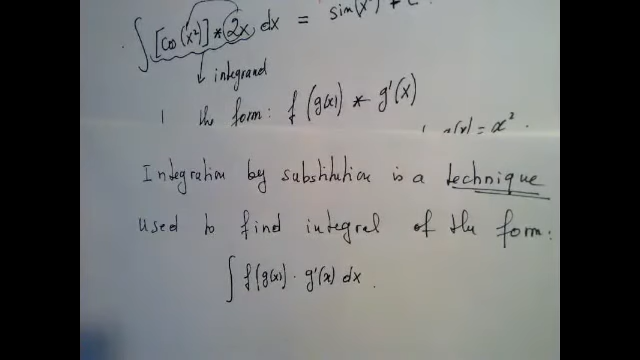 ∫ [cos(x²)] * 2x dx = sin(x²) +
integrand
the form: f(g(x)) * g'(x)
g(x) = x².
Integration by substitution is a technique
used to find integral of the form:
∫ f(g(x)) · g'(x) dx.